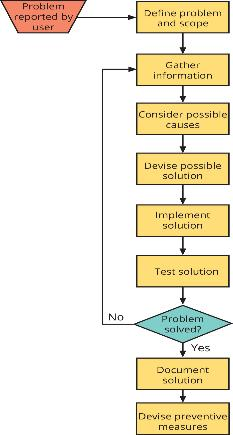 Problem
reported by
user
Define problem
and scope
Gather
information
Consider possible
causes
Devise possible
solution
Implement
solution
Test solution
Problem
solved?
No
Yes
Document
solution
Devise preventive
measures